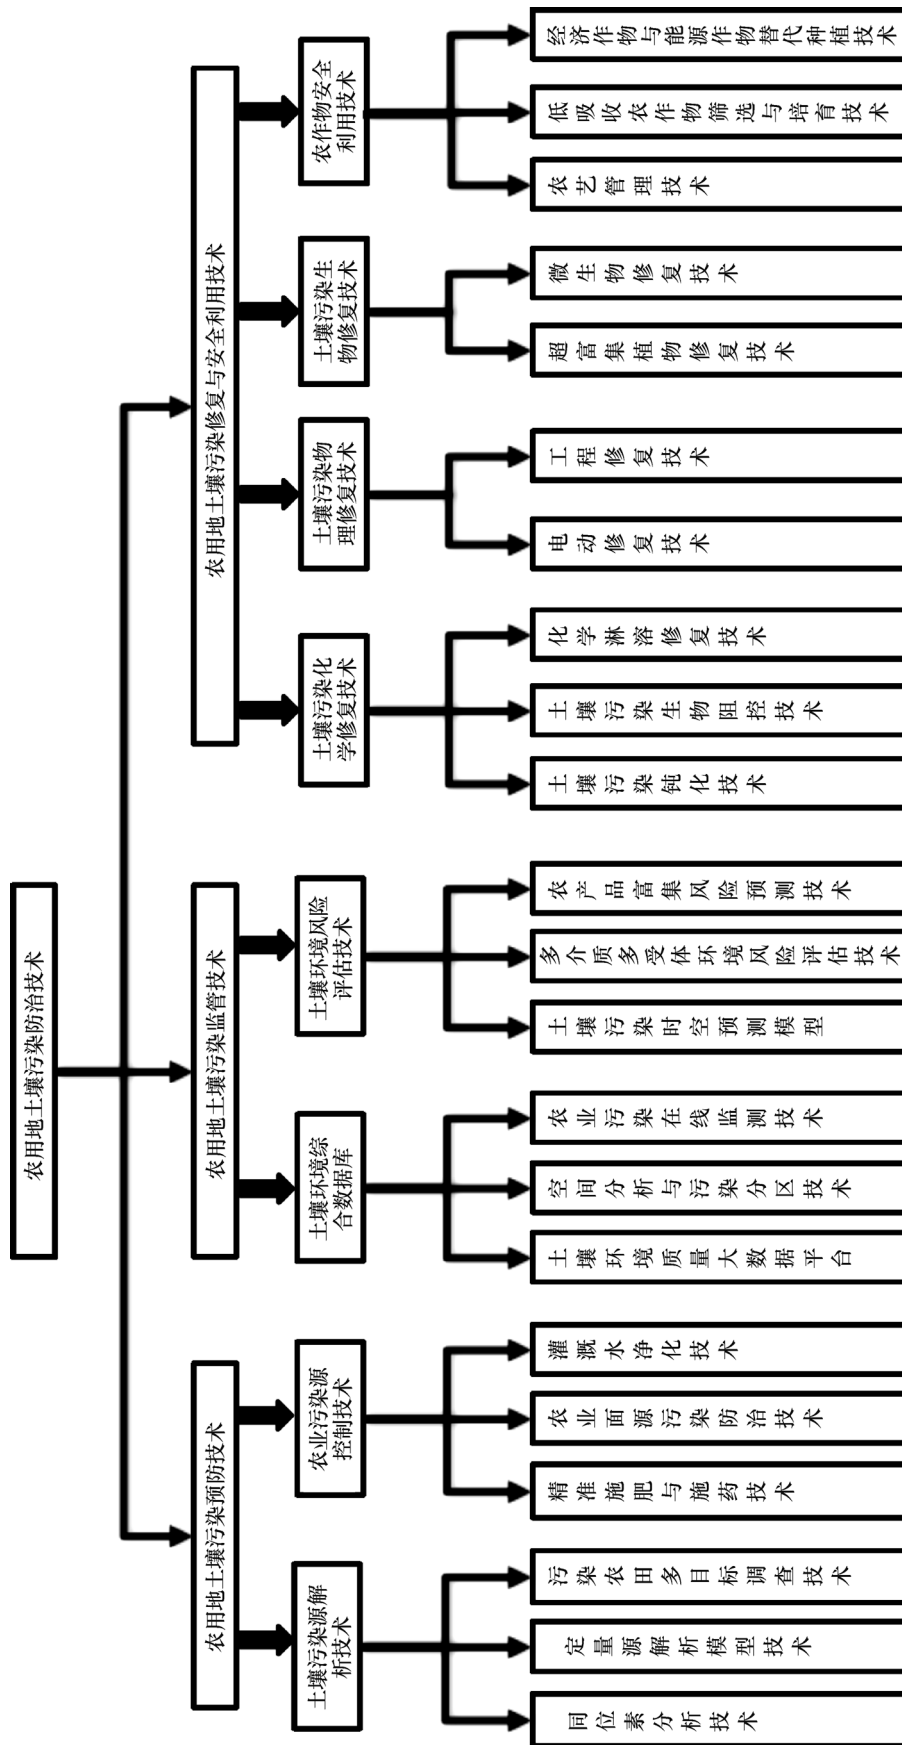 农用地土壤污染防治技术
农用地土壤污染预防技术
农用地土壤污染监管技术
农用地土壤污染修复与安全利用技术
土壤污染源解
析技术
农业污染源
控制技术
土壤环境综
合数据库
土壤环境风险
评估技术
土壤污染化
学修复技术
土壤污染物
理修复技术
土壤污染生
物修复技术
农作物安全
利用技术
同位素分析技术
定量源解析模型技术
污染农田多目标调查技术
精准施肥与施药技术
农业面源污染防治技术
灌溉水净化技术
土壤环境质量大数据平台
空间分析与污染分区技术
农业污染在线监测技术
土壤污染时空预测模型
多介质多受体环境风险评估技术
农产品富集风险预测技术
土壤污染钝化技术
土壤污染生物阻控技术
化学淋溶修复技术
电动修复技术
工程修复技术
超富集植物修复技术
微生物修复技术
农艺管理技术
低吸收农作物筛选与培育技术
经济作物与能源作物替代种植技术